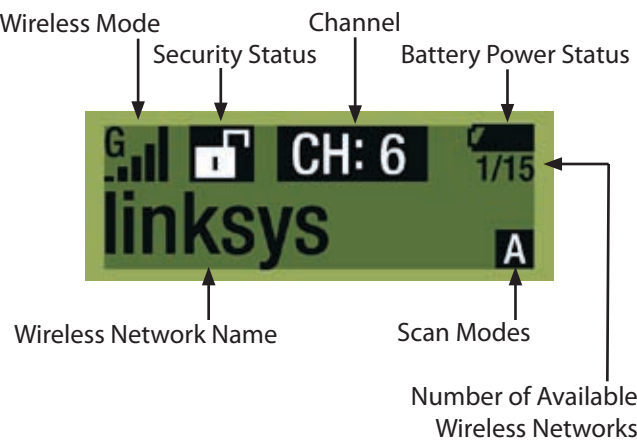 Wireless Mode
Security Status
Channel
Battery Power Status
G
CH: 6
1/15
linksys
A
Wireless Network Name
Scan Modes
Number of Available
Wireless Networks